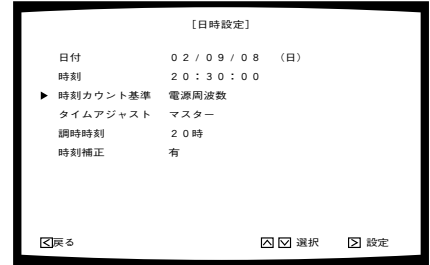 [日時設定]
日付 02/09/08 (日)
時刻 20:30:00
▶ 時刻カウント基準 電源周波数
タイムアジャスト マスター
調時時刻 20時
時刻補正 有
<戻る ∧ ∨ 選択 > 設定